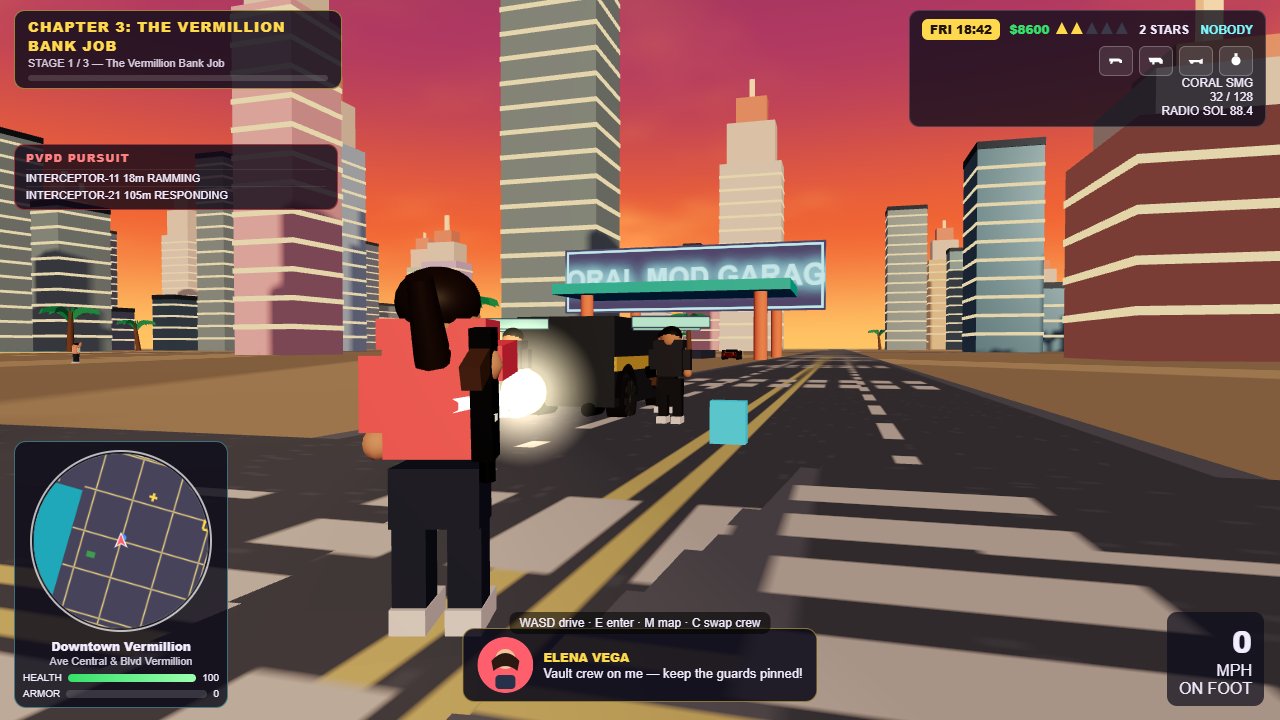 CHAPTER 3: THE VERMILLION
BANK JOB
STAGE 1 / 3 — The Vermillion Bank Job
FRI 18:42 $8600 2 STARS NOBODY
CORAL SMG
32 / 128
RADIO SOL 88.4
PVPD PURSUIT
INTERCEPTOR-11 18m RAMMING
INTERCEPTOR-21 105m RESPONDING
ORAL MOD GARAG
Downtown Vermillion
Ave Central & Blvd Vermillion
HEALTH 100
ARMOR 0
WASD drive · E enter · M map · C swap crew
ELENA VEGA
Vault crew on me — keep the guards pinned!
0
MPH
ON FOOT